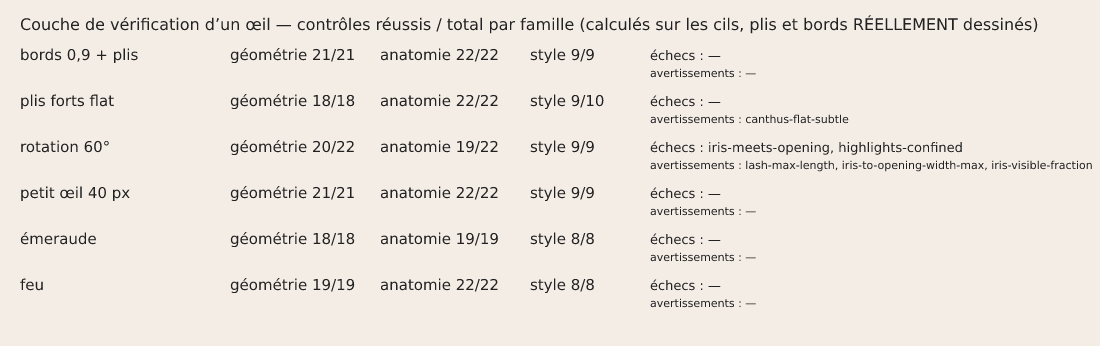 Couche de vérification d’un œil — contrôles réussis / total par famille (calculés sur les cils, plis et bords RÉELLEMENT dessinés)
bords 0,9 + plis géométrie 21/21 anatomie 22/22 style 9/9 échecs : —
avertissements : —
plis forts flat géométrie 18/18 anatomie 22/22 style 9/10 échecs : —
avertissements : canthus-flat-subtle
rotation 60° géométrie 20/22 anatomie 19/22 style 9/9 échecs : iris-meets-opening, highlights-confined
avertissements : lash-max-length, iris-to-opening-width-max, iris-visible-fraction
petit œil 40 px géométrie 21/21 anatomie 22/22 style 9/9 échecs : —
avertissements : —
émeraude géométrie 18/18 anatomie 19/19 style 8/8 échecs : —
avertissements : —
feu géométrie 19/19 anatomie 22/22 style 8/8 échecs : —
avertissements : —